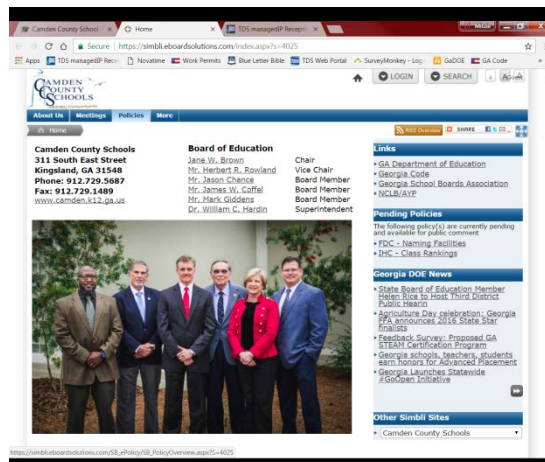 Camden County School
Home
TDS managedIP Recepti
Secure
https://simbli.eboardsolutions.com/index.aspx?s=4025
Apps
TDS managedIP Rece
Novatime
Work Permits
Blue Letter Bible
TDS Web Portal
SurveyMonkey - Log
GaDOE
GA Code
CAMDEN
COUNTY
SCHOOLS
LOGIN
SEARCH
About Us
Meetings
Policies
More
Home
RSS Overview
SHARE
Camden County Schools
311 South East Street
Kingsland, GA 31548
Phone: 912.729.5687
Fax: 912.729.1489
www.camden.k12.ga.us
Board of Education
Jane W. Brown Chair
Mr. Herbert R. Rowland Vice Chair
Mr. Jason Chance Board Member
Mr. James W. Coffel Board Member
Mr. Mark Giddens Board Member
Dr. William C. Hardin Superintendent
Links
GA Department of Education
Georgia Code
Georgia School Boards Association
NCLB/AYP
Pending Policies
The following policy(s) are currently pending
and available for public comment
FDC - Naming Facilities
IHC - Class Rankings
Georgia DOE News
State Board of Education Member
Helen Rice to Host Third District
Public Hearin
Agriculture Day celebration: Georgia
FFA announces 2016 State Star
finalists
Feedback Survey: Proposed GA
STEAM Certification Program
Georgia schools, teachers, students
earn honors for Advanced Placement
Georgia Launches Statewide
#GoOpen Initiative
Other Simbli Sites
Camden County Schools
https://simbli.eboardsolutions.com/SB_ePolicy/SB_PolicyOverview.aspx?S=4025